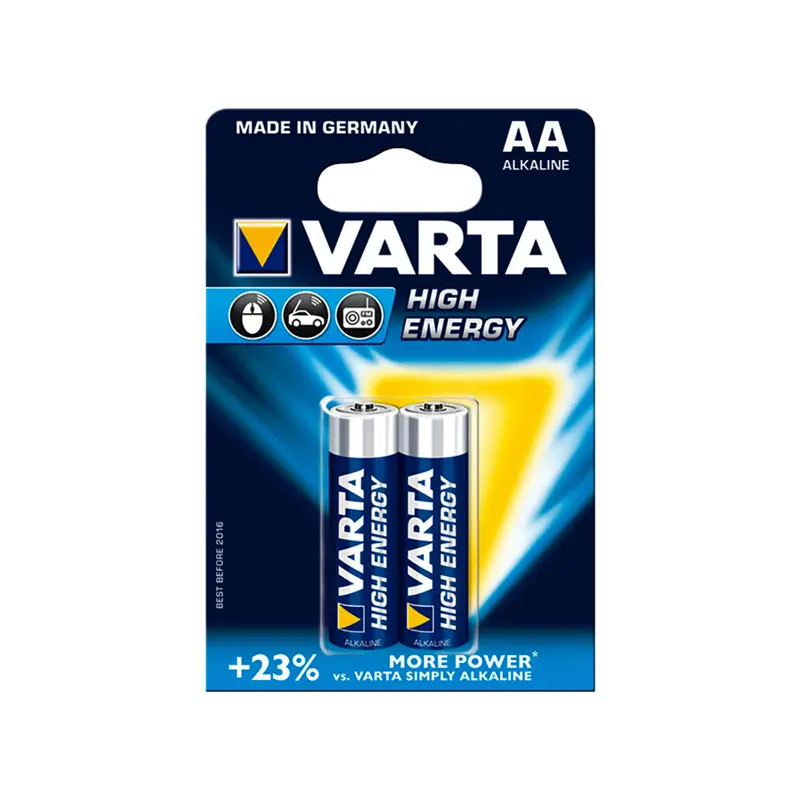 MADE IN GERMANY
AA
ALKALINE
VARTA
HIGH
ENERGY
FM
VARTA
HIGH ENERGY
ALKALINE
VARTA
HIGH ENERGY
ALKALINE
BEST BEFORE 2016
+23% MORE POWER*
vs. VARTA SIMPLY ALKALINE